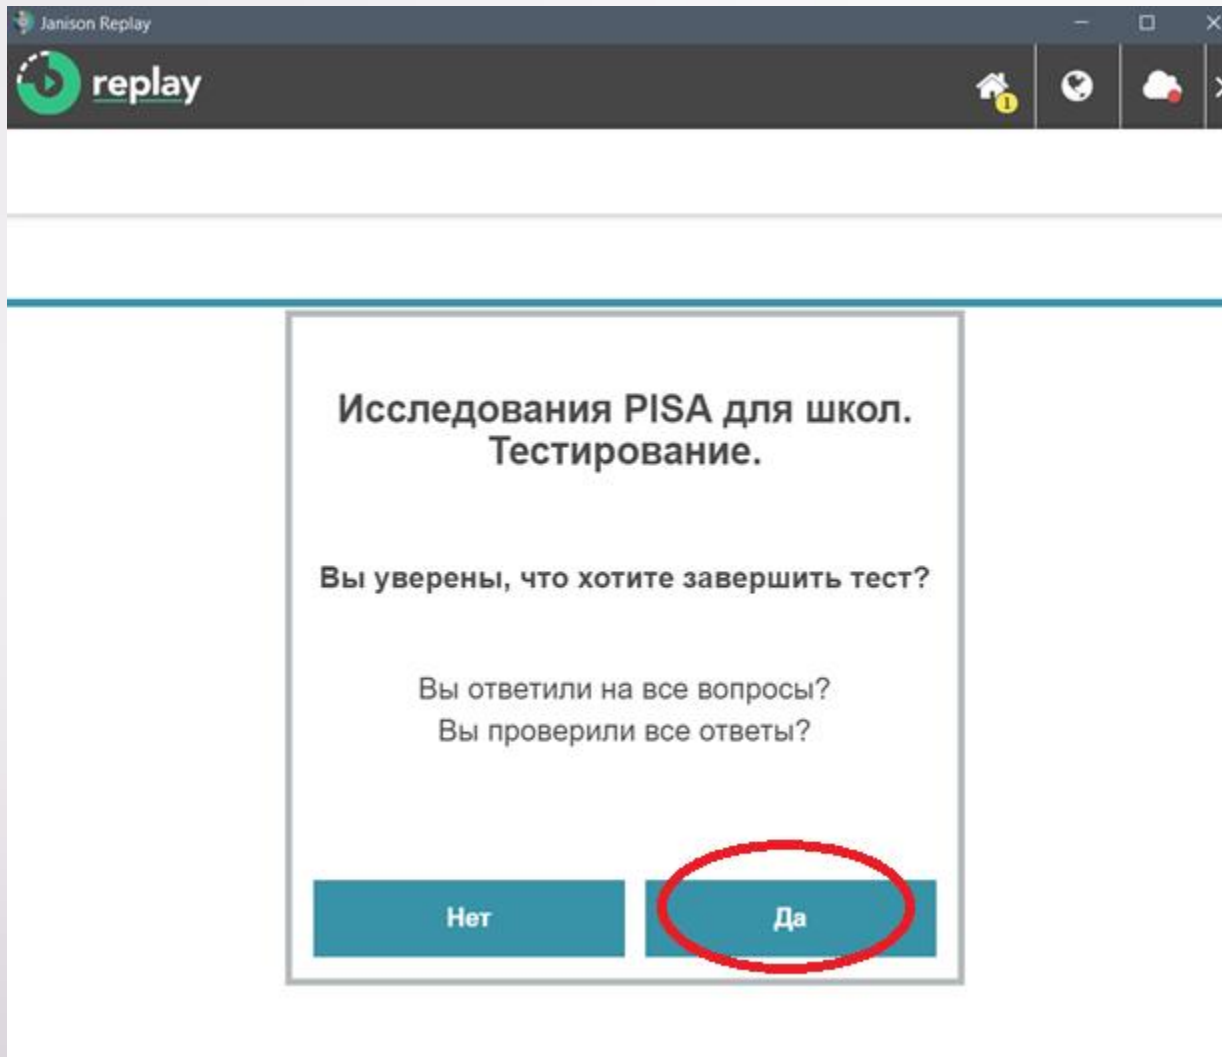 Janison Replay
replay
1
Исследования PISA для школ.
Тестирование.
Вы уверены, что хотите завершить тест?
Вы ответили на все вопросы?
Вы проверили все ответы?
Нет
Да